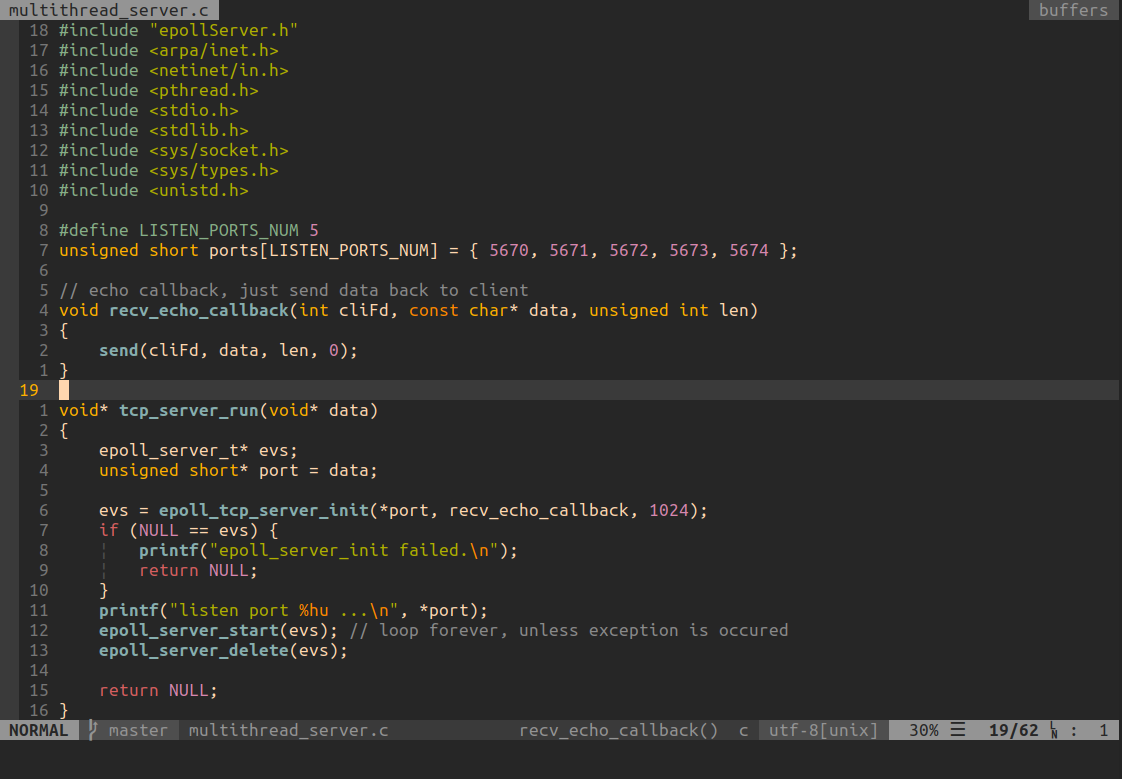 multithread_server.c buffers
18 #include "epollServer.h"
17 #include <arpa/inet.h>
16 #include <netinet/in.h>
15 #include <pthread.h>
14 #include <stdio.h>
13 #include <stdlib.h>
12 #include <sys/socket.h>
11 #include <sys/types.h>
10 #include <unistd.h>
9
8 #define LISTEN_PORTS_NUM 5
7 unsigned short ports[LISTEN_PORTS_NUM] = { 5670, 5671, 5672, 5673, 5674 };
6
5 // echo callback, just send data back to client
4 void recv_echo_callback(int cliFd, const char* data, unsigned int len)
3 {
2     send(cliFd, data, len, 0);
1 }
19
1 void* tcp_server_run(void* data)
2 {
3     epoll_server_t* evs;
4     unsigned short* port = data;
5
6     evs = epoll_tcp_server_init(*port, recv_echo_callback, 1024);
7     if (NULL == evs) {
8     ¦   printf("epoll_server_init failed.\n");
9     ¦   return NULL;
10     }
11     printf("listen port %hu ...\n", *port);
12     epoll_server_start(evs); // loop forever, unless exception is occured
13     epoll_server_delete(evs);
14
15     return NULL;
16 }
NORMAL master multithread_server.c recv_echo_callback() c utf-8[unix] 30% ☰ 19/62 LN : 1